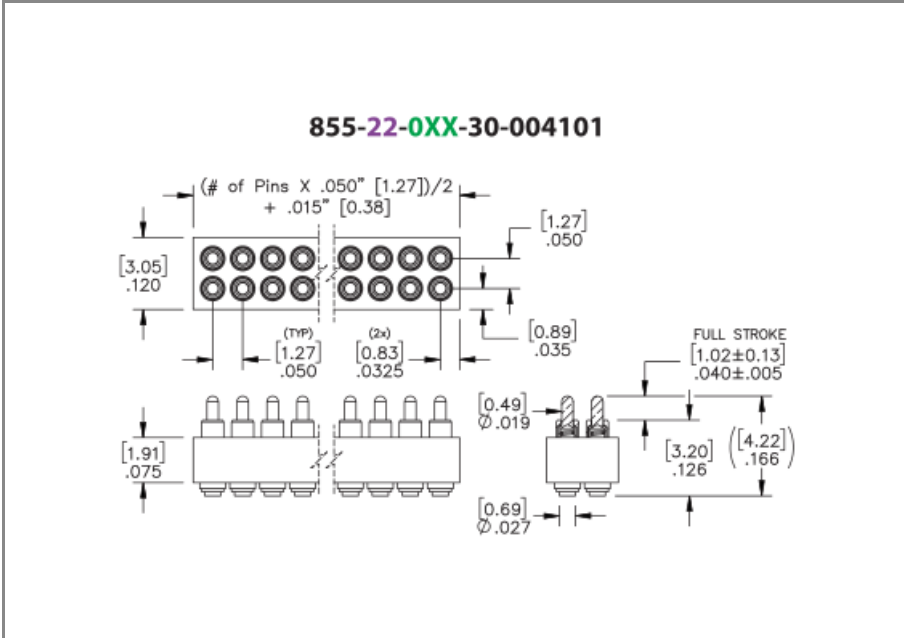 855-22-0XX-30-004101
(# of Pins X .050" [1.27])/2
+ .015" [0.38]
[1.27]
.050
[3.05]
.120
(TYP)
[1.27]
.050
(2x)
[0.83]
.0325
[0.89]
.035
FULL STROKE
[1.02±0.13]
.040±.005
[0.49]
Ø.019
[1.91]
.075
[3.20]
.126
([4.22]
.166)
[0.69]
Ø.027